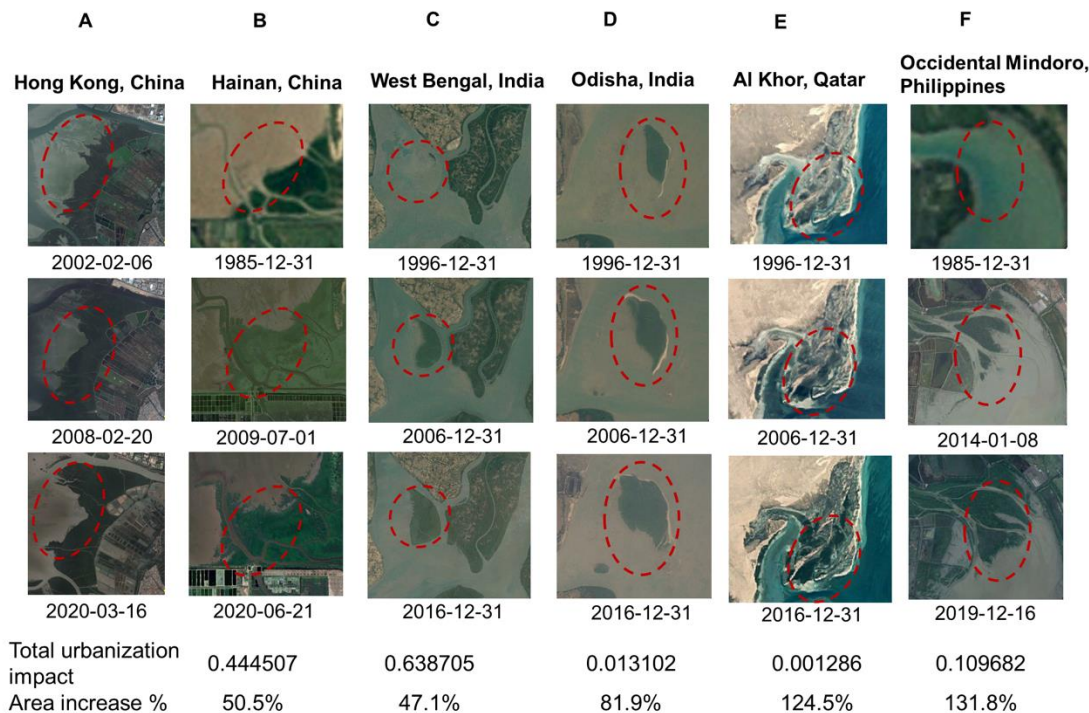 A B C D E F
Hong Kong, China Hainan, China West Bengal, India Odisha, India Al Khor, Qatar Occidental Mindoro,
Philippines
2002-02-06 1985-12-31 1996-12-31 1996-12-31 1996-12-31 1985-12-31
2008-02-20 2009-07-01 2006-12-31 2006-12-31 2006-12-31 2014-01-08
2020-03-16 2020-06-21 2016-12-31 2016-12-31 2016-12-31 2019-12-16
Total urbanization
impact 0.444507 0.638705 0.013102 0.001286 0.109682
Area increase % 50.5% 47.1% 81.9% 124.5% 131.8%